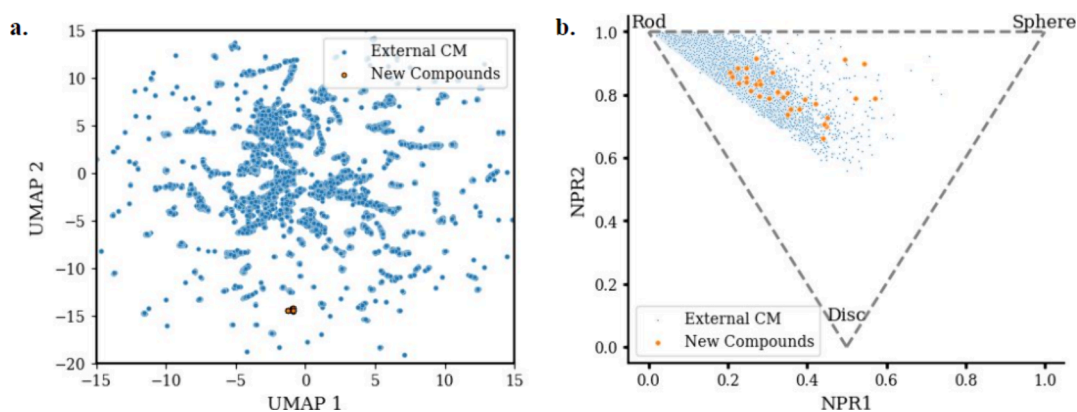 a.
UMAP 2
15
10
5
0
−5
−10
−15
−20
External CM
New Compounds
−15 −10 −5 0 5 10 15
UMAP 1
b.
Rod Sphere
NPR2
1.0
0.8
0.6
0.4
0.2
0.0
Disc
External CM
New Compounds
0.0 0.2 0.4 0.6 0.8 1.0
NPR1